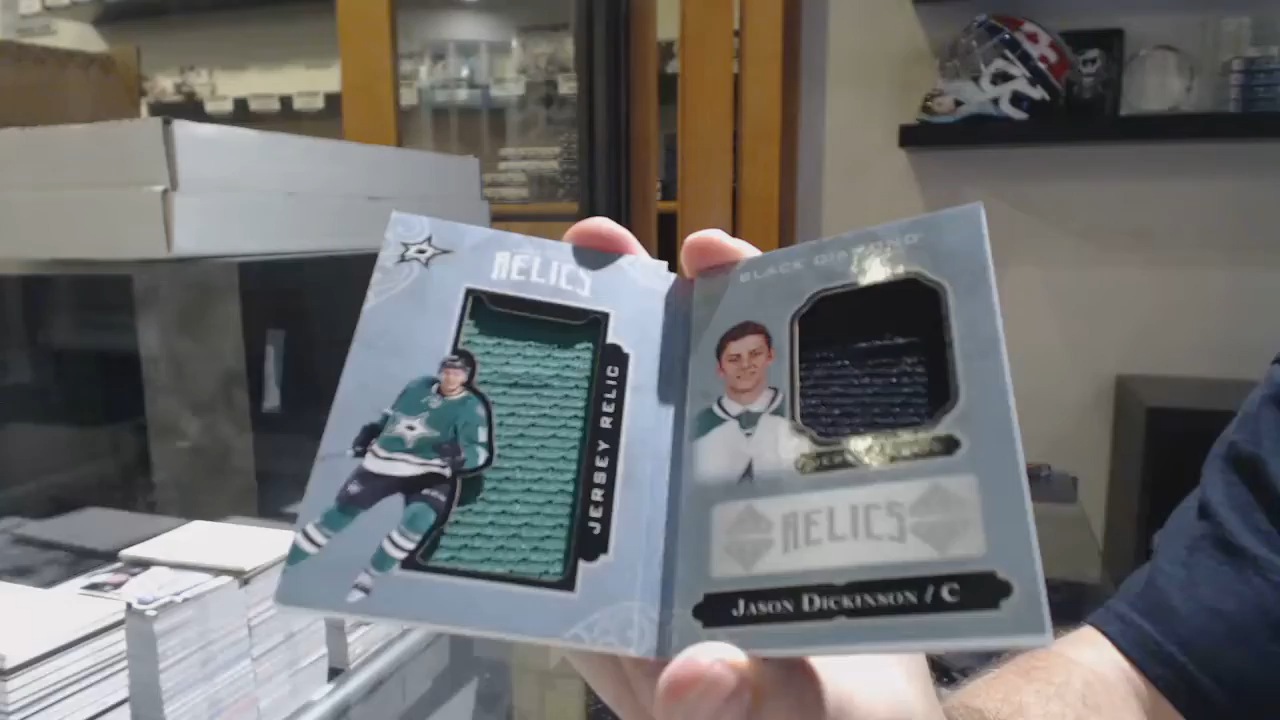 RELICS
JERSEY RELIC
BLACK DIAMOND
RELICS
JASON DICKINSON / C